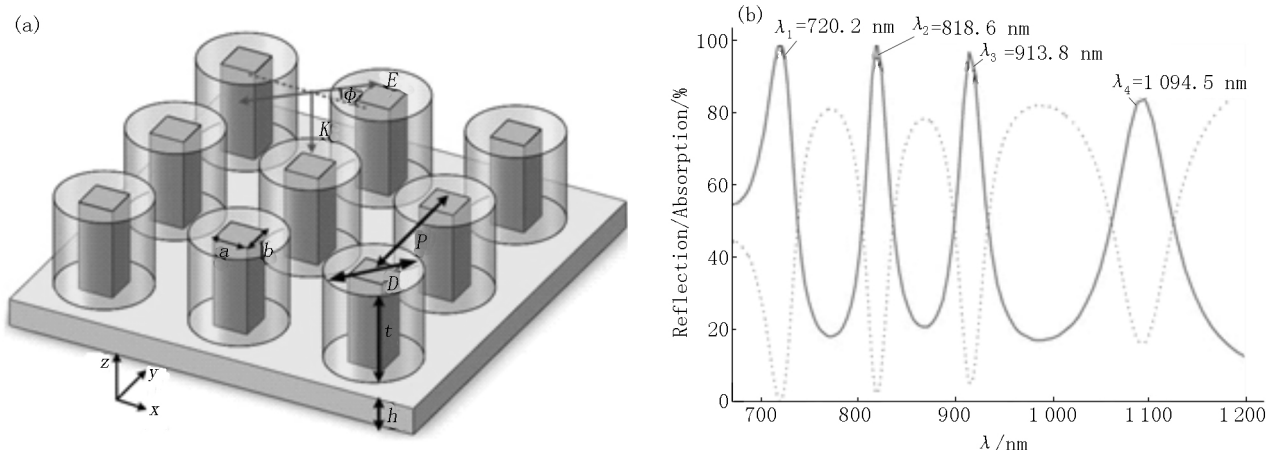 (a)
E
ϕ
K
a
b
P
D
t
z
y
x
h
(b)
λ1=720.2 nm
λ2=818.6 nm
λ3=913.8 nm
λ4=1 094.5 nm
Reflection/Absorption/%
100
80
60
40
20
0
700
800
900
1 000
1 100
1 200
λ/nm